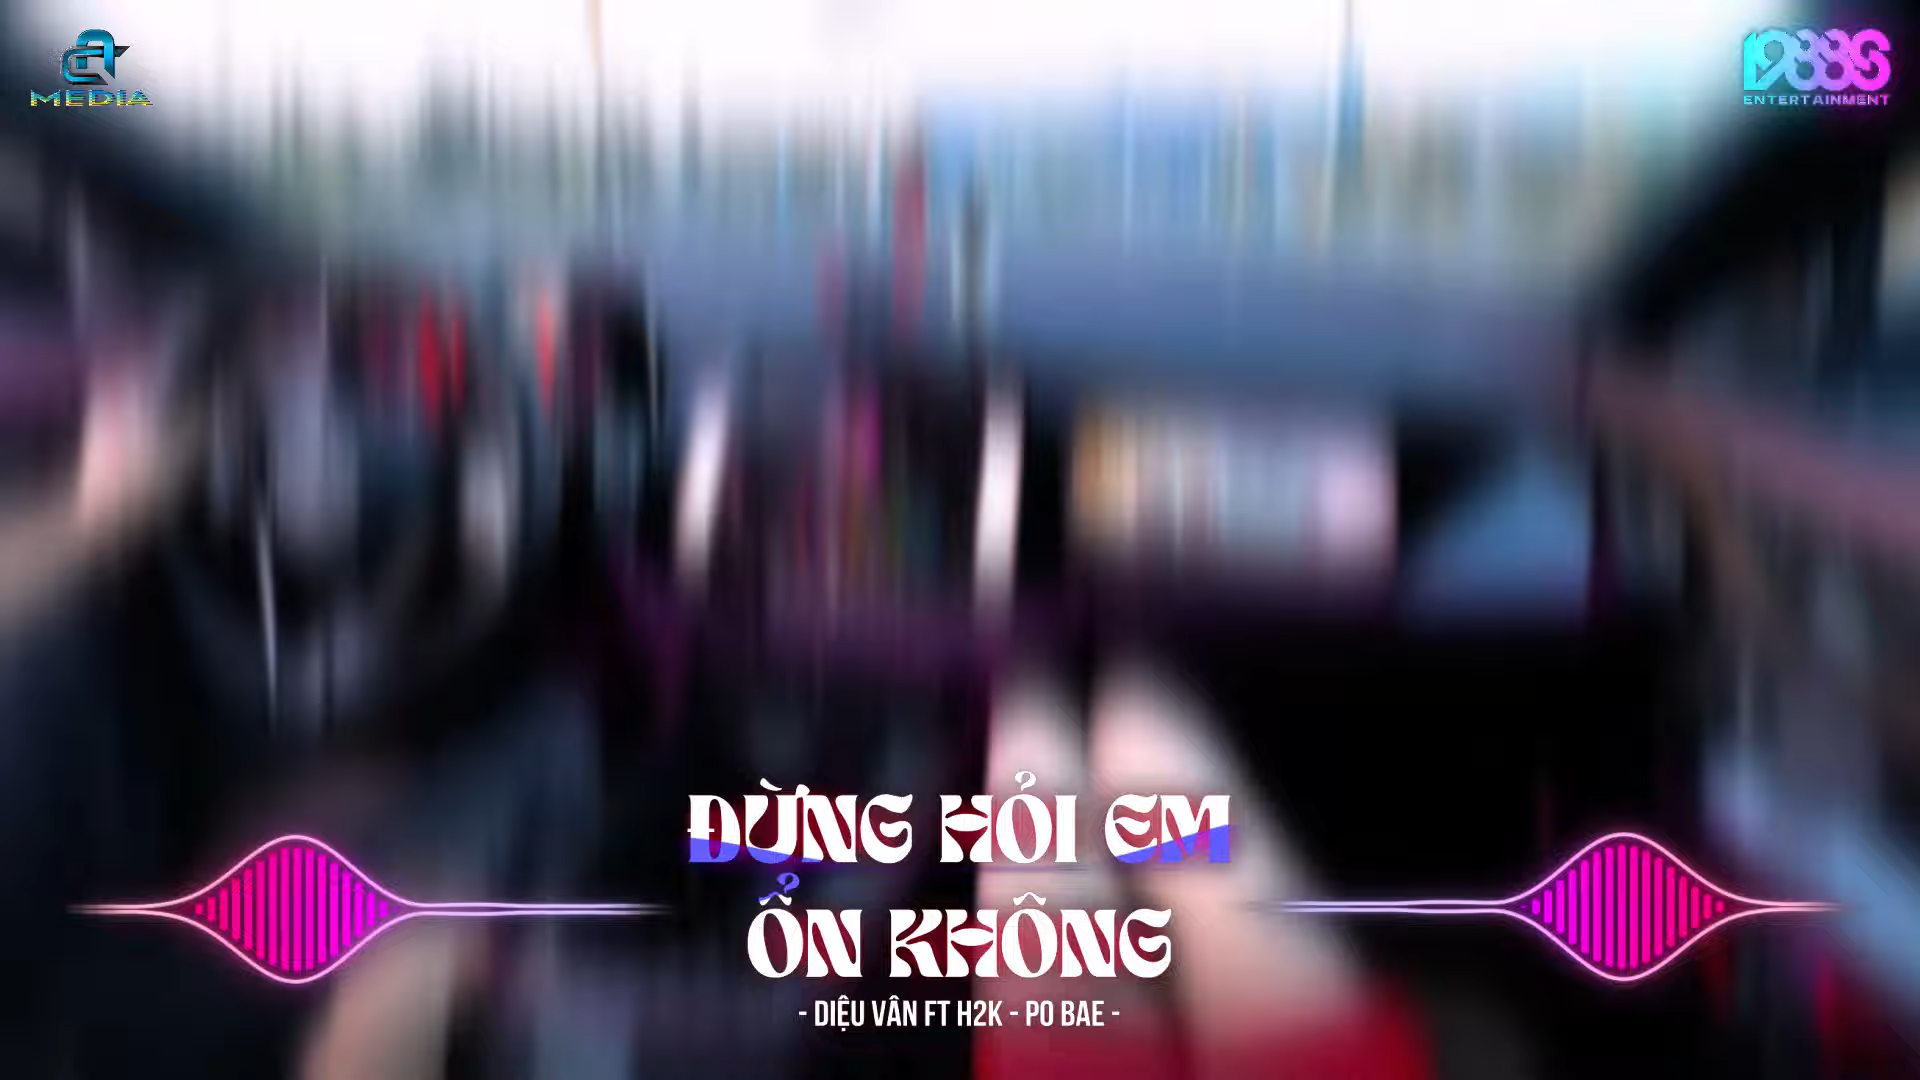 MEDIA
1988S
ENTERTAINMENT
ĐỪNG HỎI EM
ỔN KHÔNG
- DIỆU VÂN FT H2K - PO BAE -